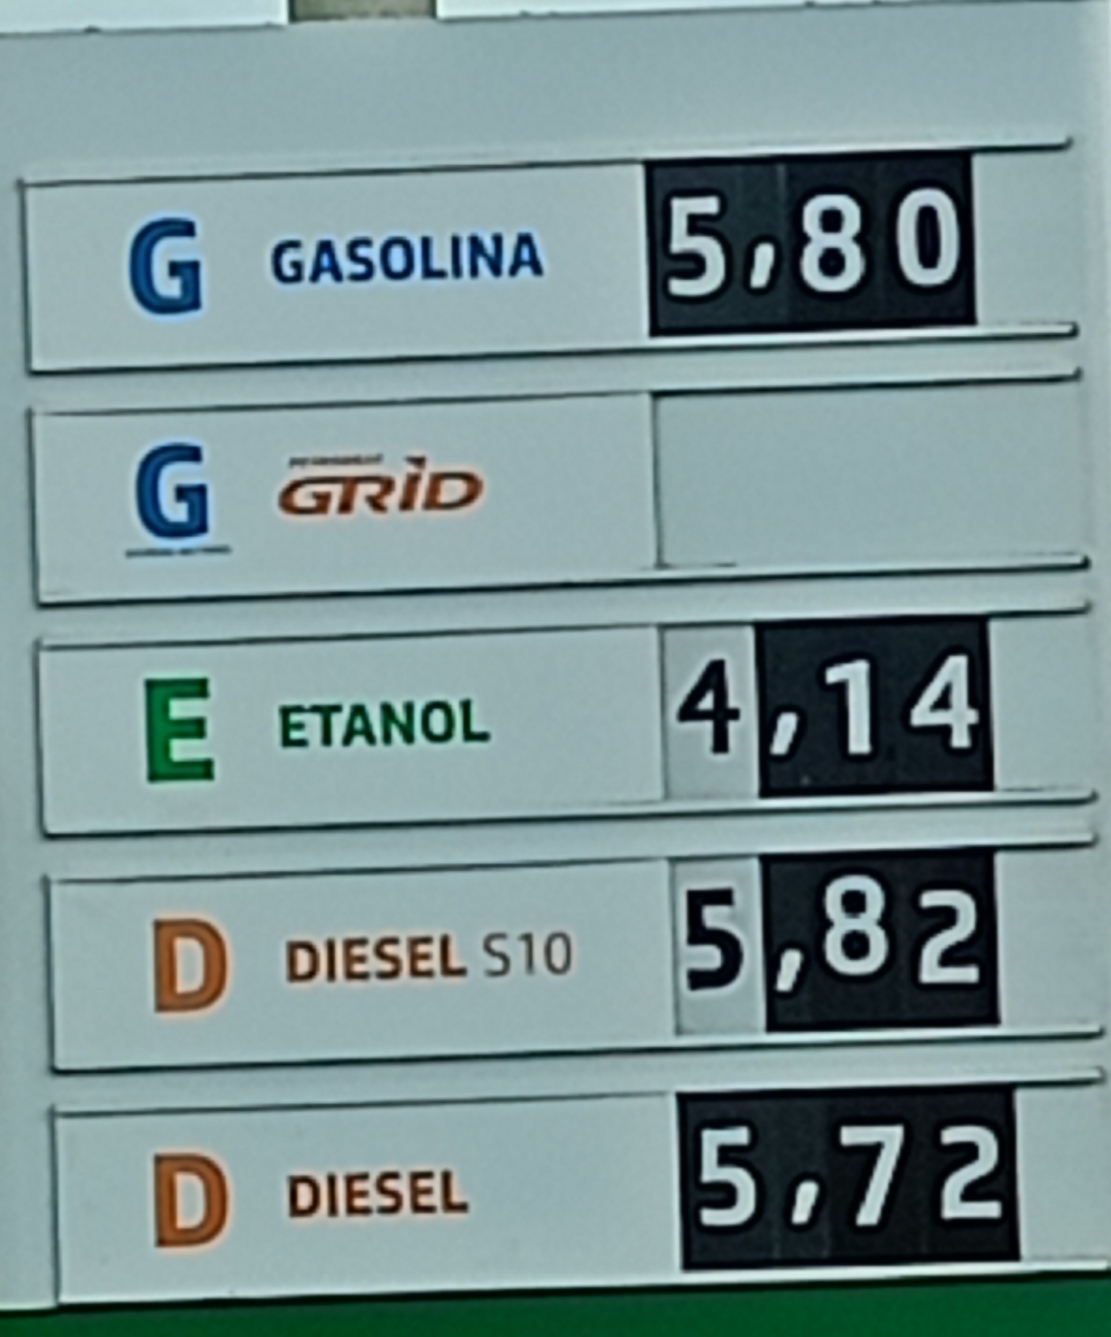 G GASOLINA 5,80
G GRID
E ETANOL 4,14
D DIESEL S10 5,82
D DIESEL 5,72